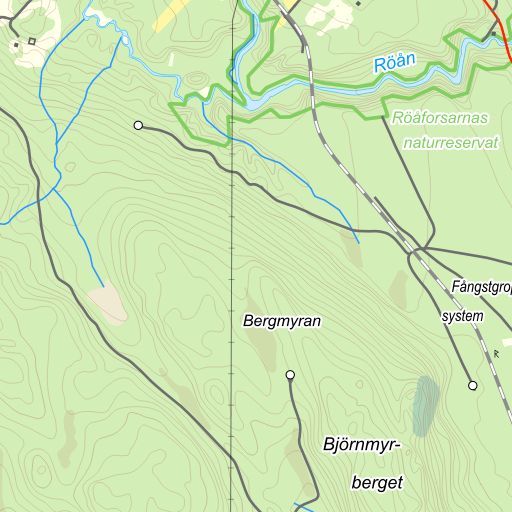 Röån
Röåforsarnas
naturreservat
Fångstgrop
system
R
Bergmyran
Björnmyr-
berget